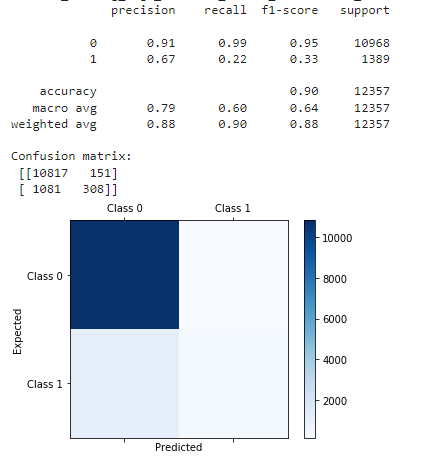 precision recall f1-score support
0 0.91 0.99 0.95 10968
1 0.67 0.22 0.33 1389
accuracy 0.90 12357
macro avg 0.79 0.60 0.64 12357
weighted avg 0.88 0.90 0.88 12357
Confusion matrix:
[[10817 151]
[ 1081 308]]
Class 0 Class 1
Class 0
Class 1
Expected
Predicted
10000
8000
6000
4000
2000